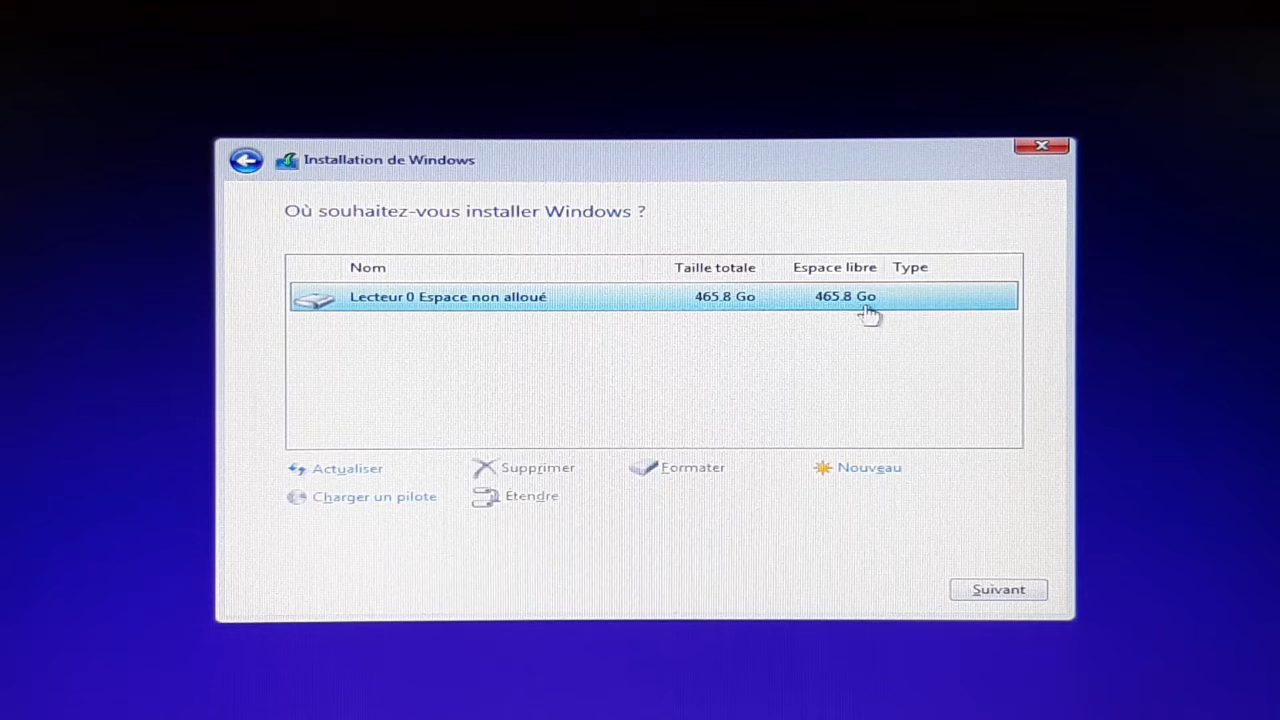 Installation de Windows
Où souhaitez-vous installer Windows ?
Nom Taille totale Espace libre Type
Lecteur 0 Espace non alloué 465.8 Go 465.8 Go
Actualiser Supprimer Formater Nouveau
Charger un pilote Étendre
Suivant